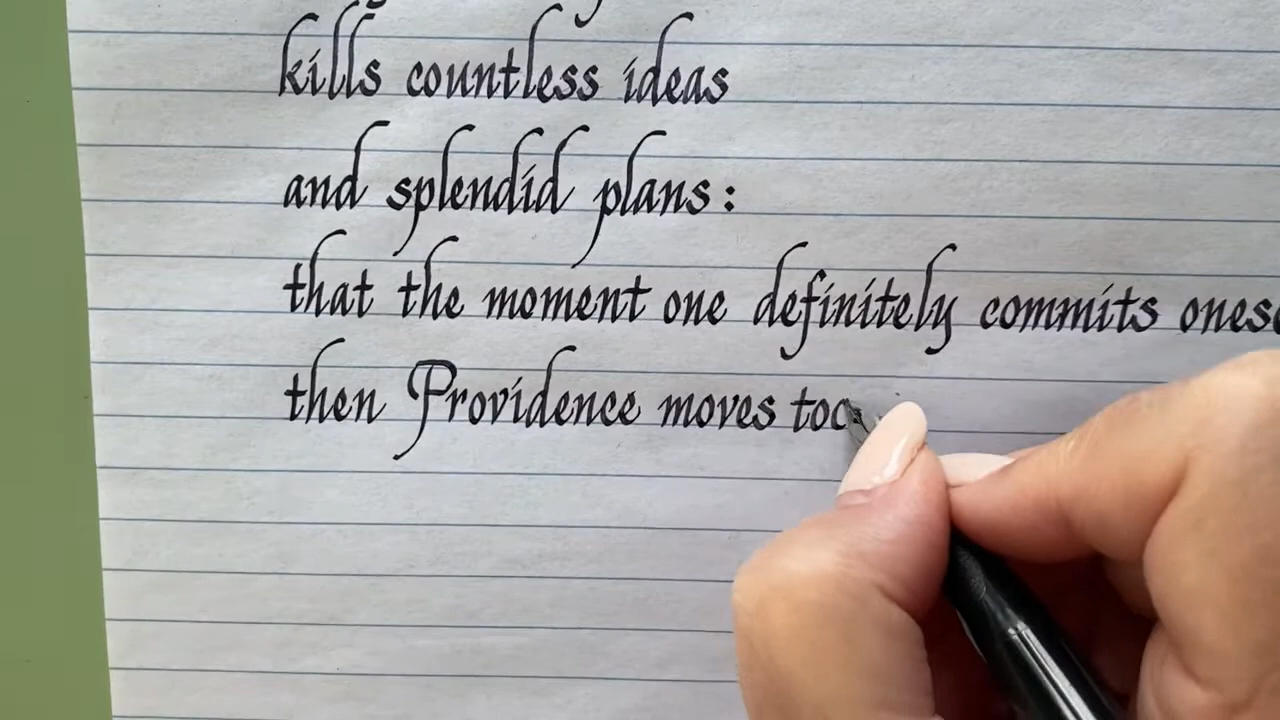 kills countless ideas
and splendid plans:
that the moment one definitely commits ones
then Providence moves too